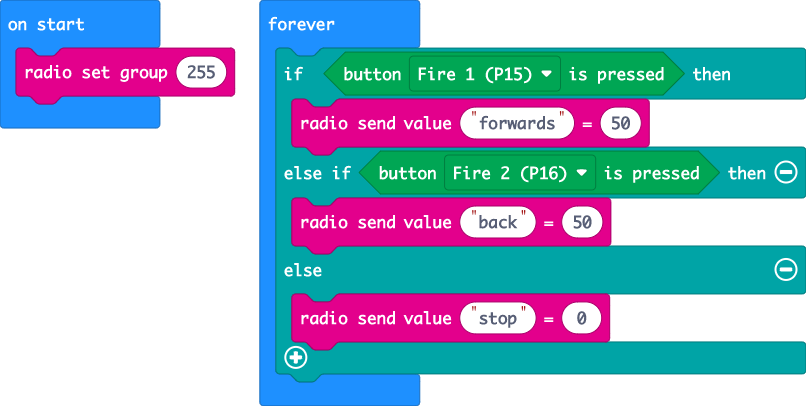 on start
radio set group 255
forever
if button Fire 1 (P15) is pressed then
radio send value "forwards" = 50
else if button Fire 2 (P16) is pressed then
radio send value "back" = 50
else
radio send value "stop" = 0